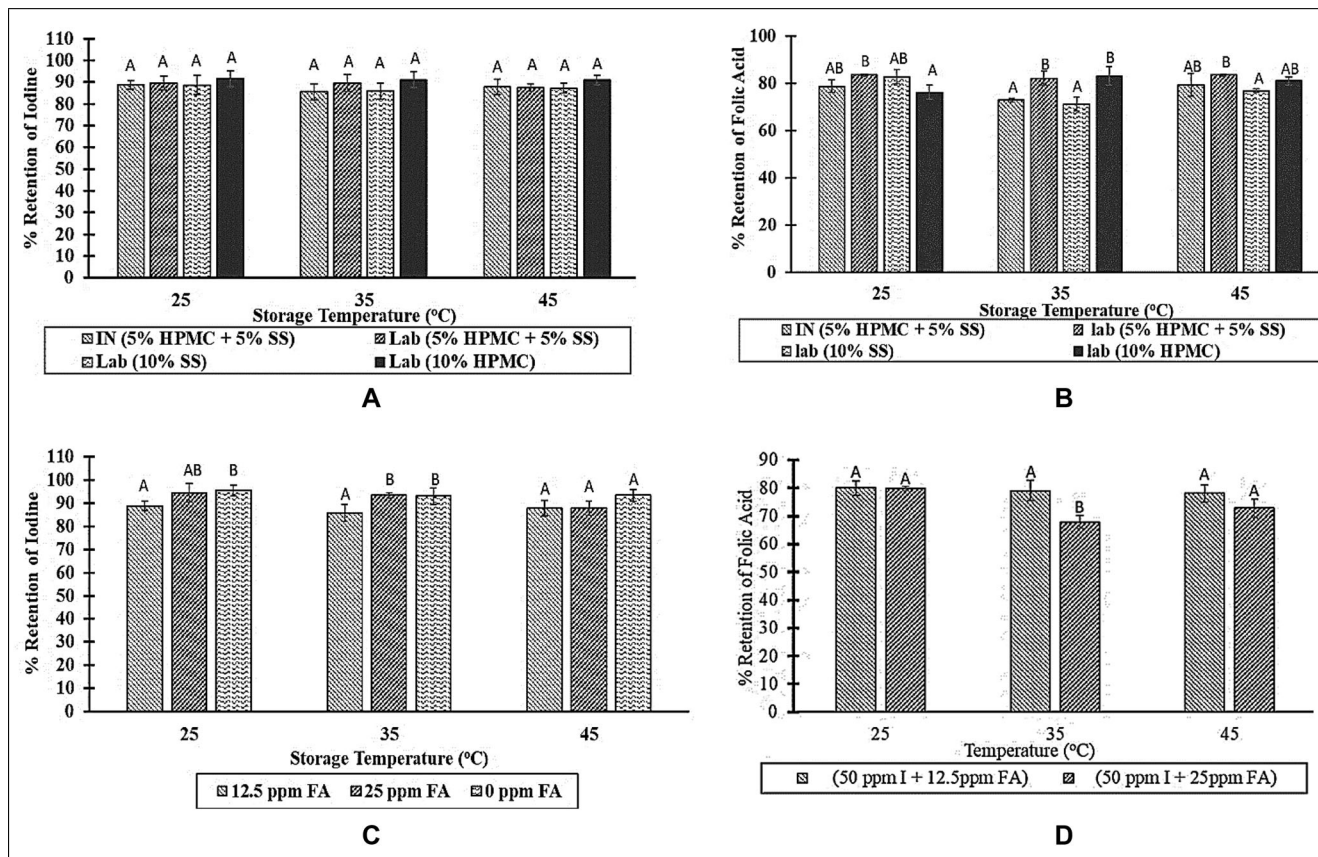 % Retention of Iodine
110
100
90
80
70
60
50
40
30
20
10
0
A A A A
A A A A
A A A A
25 35 45
Storage Temperature (ºC)
IN (5% HPMC + 5% SS) Lab (5% HPMC + 5% SS)
Lab (10% SS) Lab (10% HPMC)
A
% Retention of Folic Acid
100
80
60
40
20
0
AB B AB A
A B A B
AB B A AB
25 35 45
Storage Temperature (ºC)
IN (5% HPMC + 5% SS) lab (5% HPMC + 5% SS)
lab (10% SS) lab (10% HPMC)
B
% Retention of Iodine
110
100
90
80
70
60
50
40
30
20
10
0
A AB B
A B B
A A A
25 35 45
Storage Temperature (ºC)
12.5 ppm FA 25 ppm FA 0 ppm FA
C
% Retention of Folic Acid
90
80
70
60
50
40
30
20
10
0
A A
A B
A A
25 35 45
Temperature (ºC)
(50 ppm I + 12.5ppm FA) (50 ppm I + 25ppm FA)
D